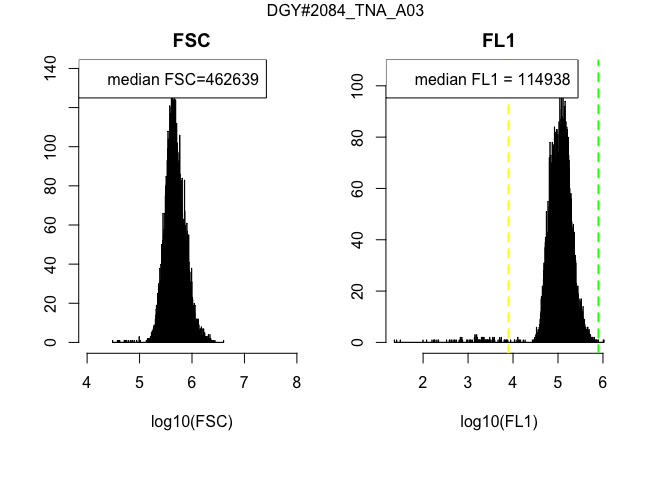 DGY#2084_TNA_A03
FSC
median FSC=462639
0 20 40 60 80 100 140
4 5 6 7 8
log10(FSC)
FL1
median FL1 = 114938
0 20 40 60 80 100
2 3 4 5 6
log10(FL1)